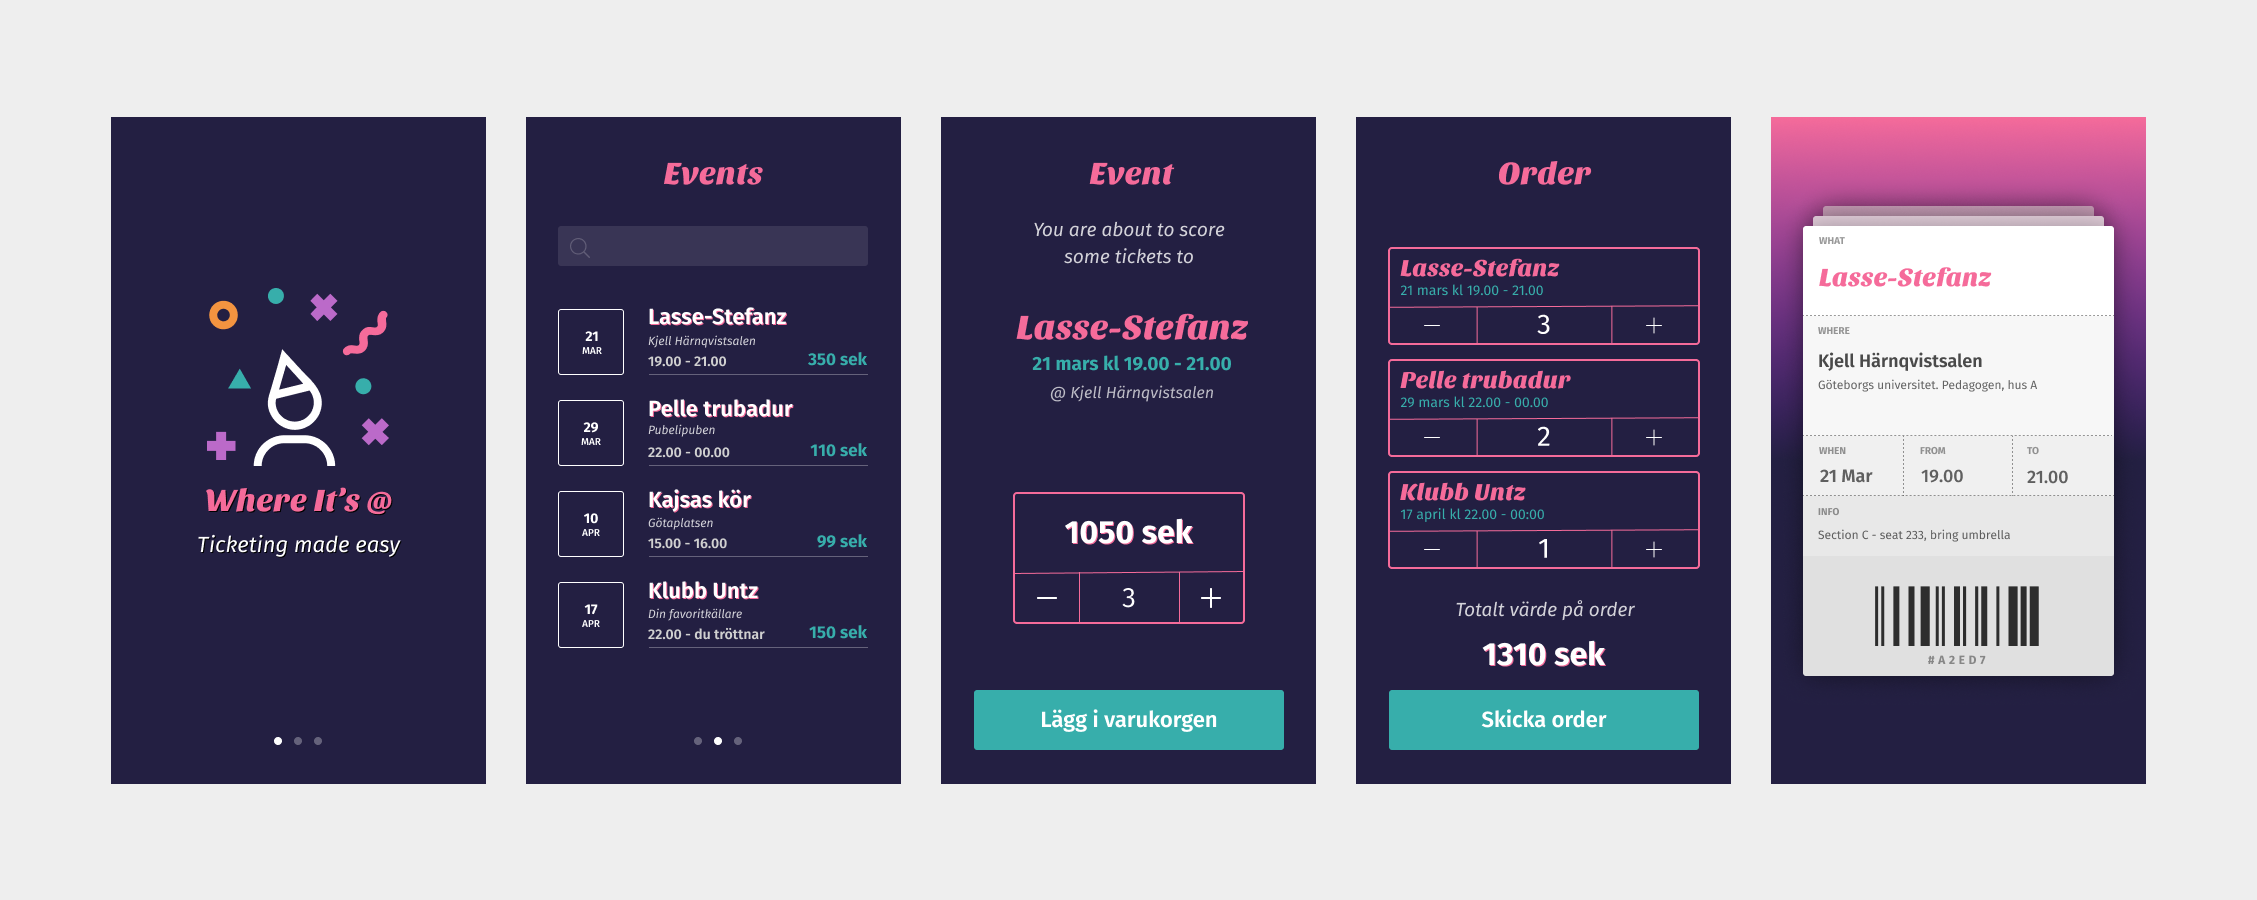 Where It's @
Ticketing made easy
Events
21
MAR
Lasse-Stefanz
Kjell Härnqvistsalen
19.00 - 21.00
350 sek
29
MAR
Pelle trubadur
Pubelipuben
22.00 - 00.00
110 sek
10
APR
Kajsas kör
Götaplatsen
15.00 - 16.00
99 sek
17
APR
Klubb Untz
Din favoritkällare
22.00 - du tröttnar
150 sek
Event
You are about to score
some tickets to
Lasse-Stefanz
21 mars kl 19.00 - 21.00
@ Kjell Härnqvistsalen
1050 sek
3
Lägg i varukorgen
Order
Lasse-Stefanz
21 mars kl 19.00 - 21.00
3
Pelle trubadur
29 mars kl 22.00 - 00.00
2
Klubb Untz
17 april kl 22.00 - 00:00
1
Totalt värde på order
1310 sek
Skicka order
WHAT
Lasse-Stefanz
WHERE
Kjell Härnqvistsalen
Göteborgs universitet. Pedagogen, hus A
WHEN
21 Mar
FROM
19.00
TO
21.00
INFO
Section C - seat 233, bring umbrella
#A2ED7